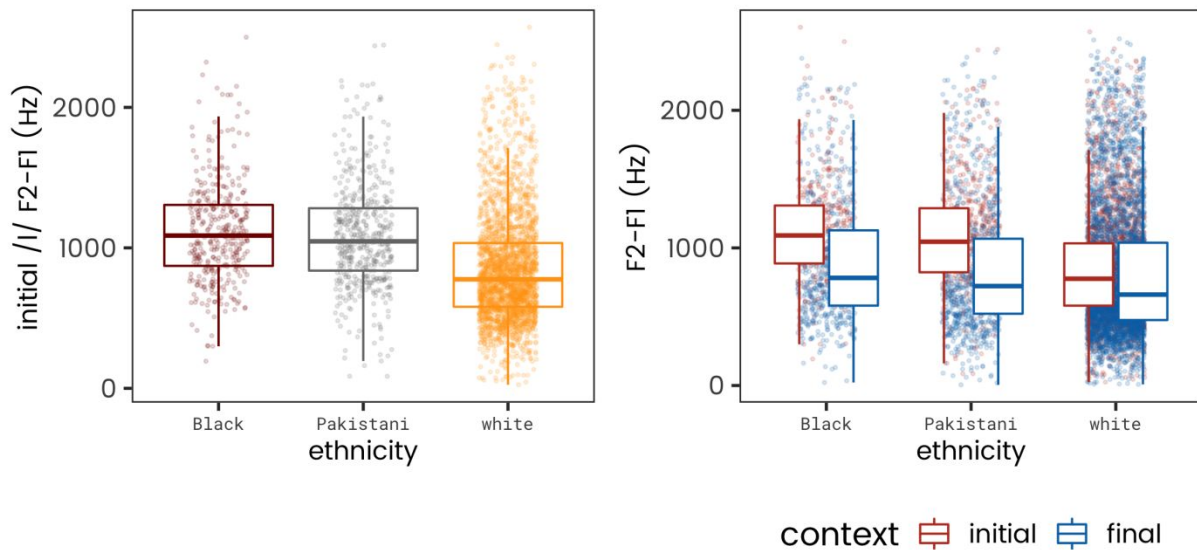 initial /l/ F2-F1 (Hz)
2000
1000
0
Black Pakistani white
ethnicity
F2-F1 (Hz)
2000
1000
0
Black Pakistani white
ethnicity
context initial final